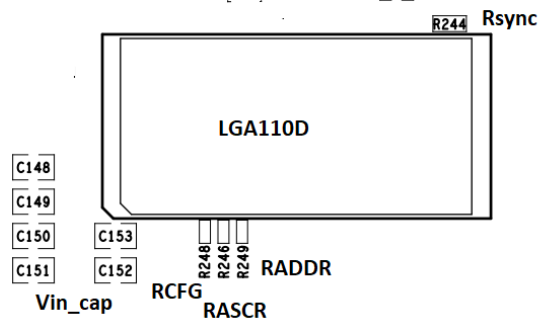 R244 Rsync
LGA110D
C148
C149
C150 C153
C151 C152
R248 R246 R249
RADDR
RCFG
Vin_cap
RASCR